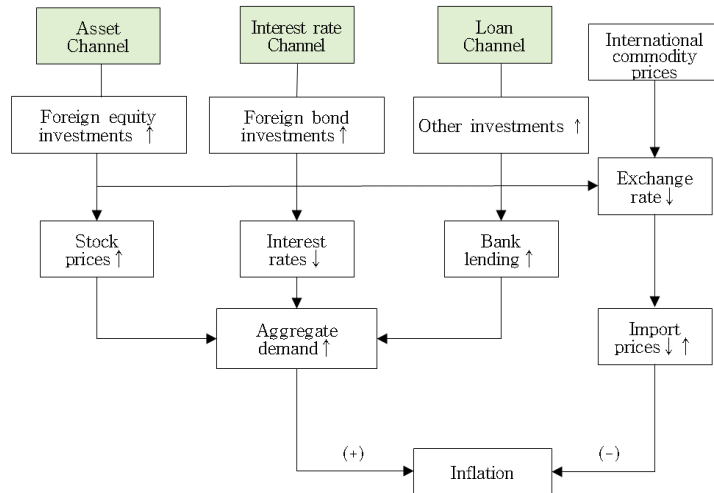 Asset
Channel
Interest rate
Channel
Loan
Channel
International
commodity
prices
Foreign equity
investments ↑
Foreign bond
investments ↑
Other investments ↑
Exchange
rate ↓
Stock
prices ↑
Interest
rates ↓
Bank
lending ↑
Aggregate
demand ↑
Import
prices ↓ ↑
(+)
(-)
Inflation